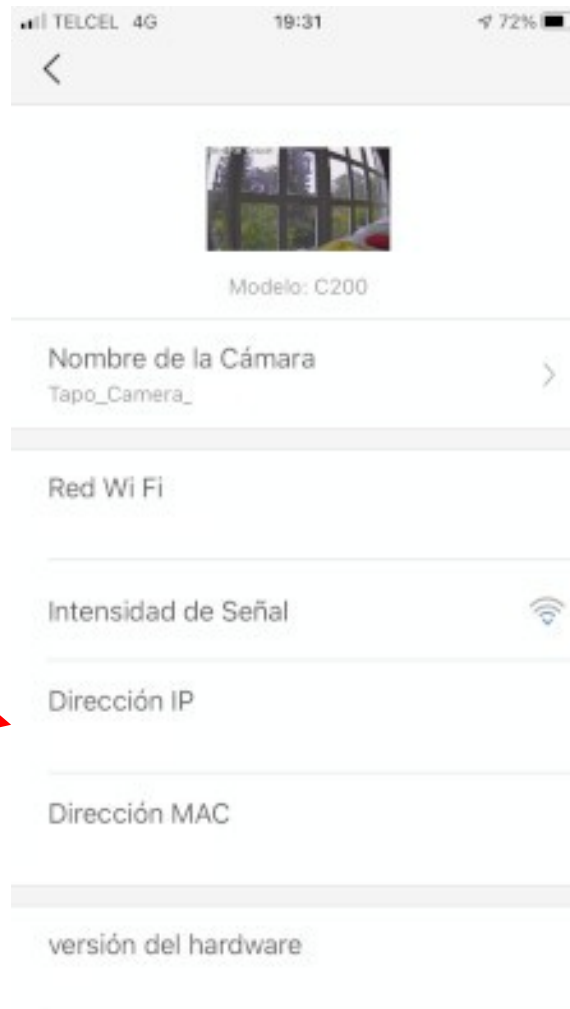 TELCEL 4G 19:31 72%
Modelo: C200
Nombre de la Cámara
Tapo_Camera_
Red Wi Fi
Intensidad de Señal
Dirección IP
Dirección MAC
versión del hardware